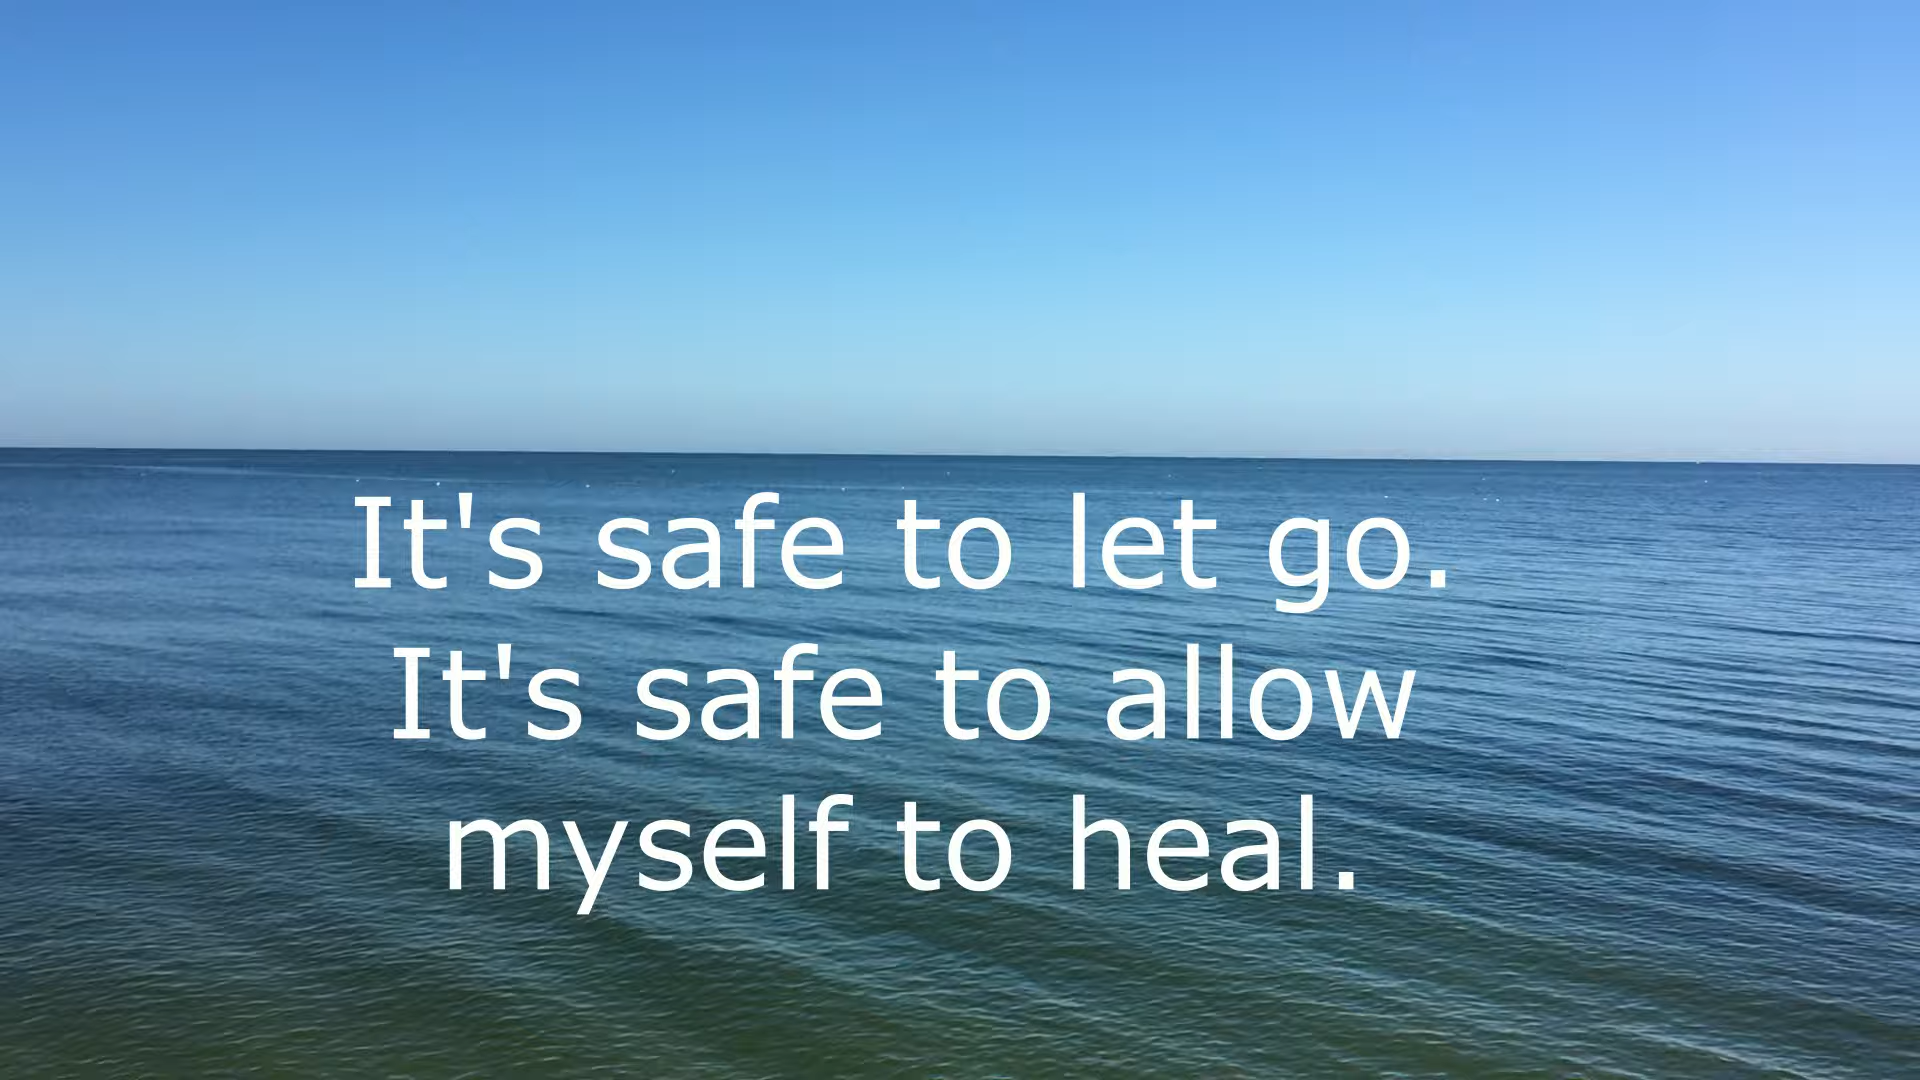 It's safe to let go.
It's safe to allow
myself to heal.